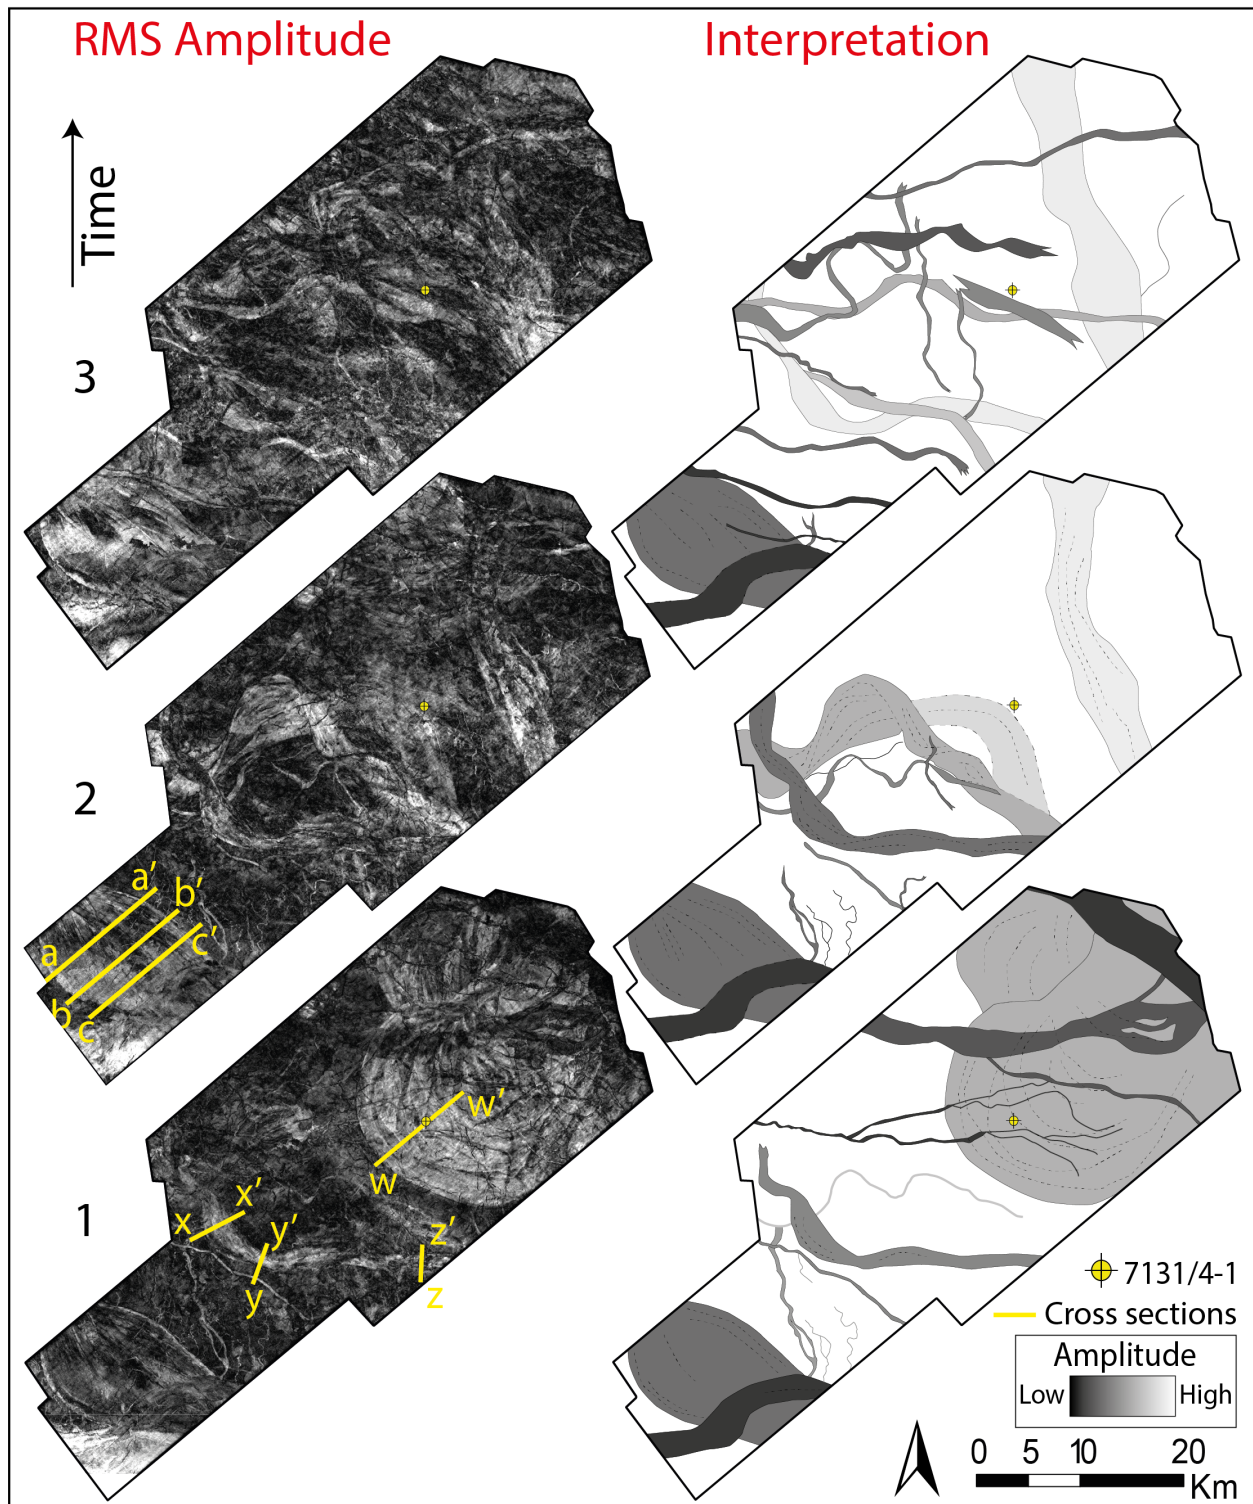 RMS Amplitude
Interpretation
Time
3
2
a'
b'
c'
a
b
c
1
w'
w
x'
x
y'
y
z'
z
7131/4-1
Cross sections
Amplitude
Low
High
0 5 10 20
Km